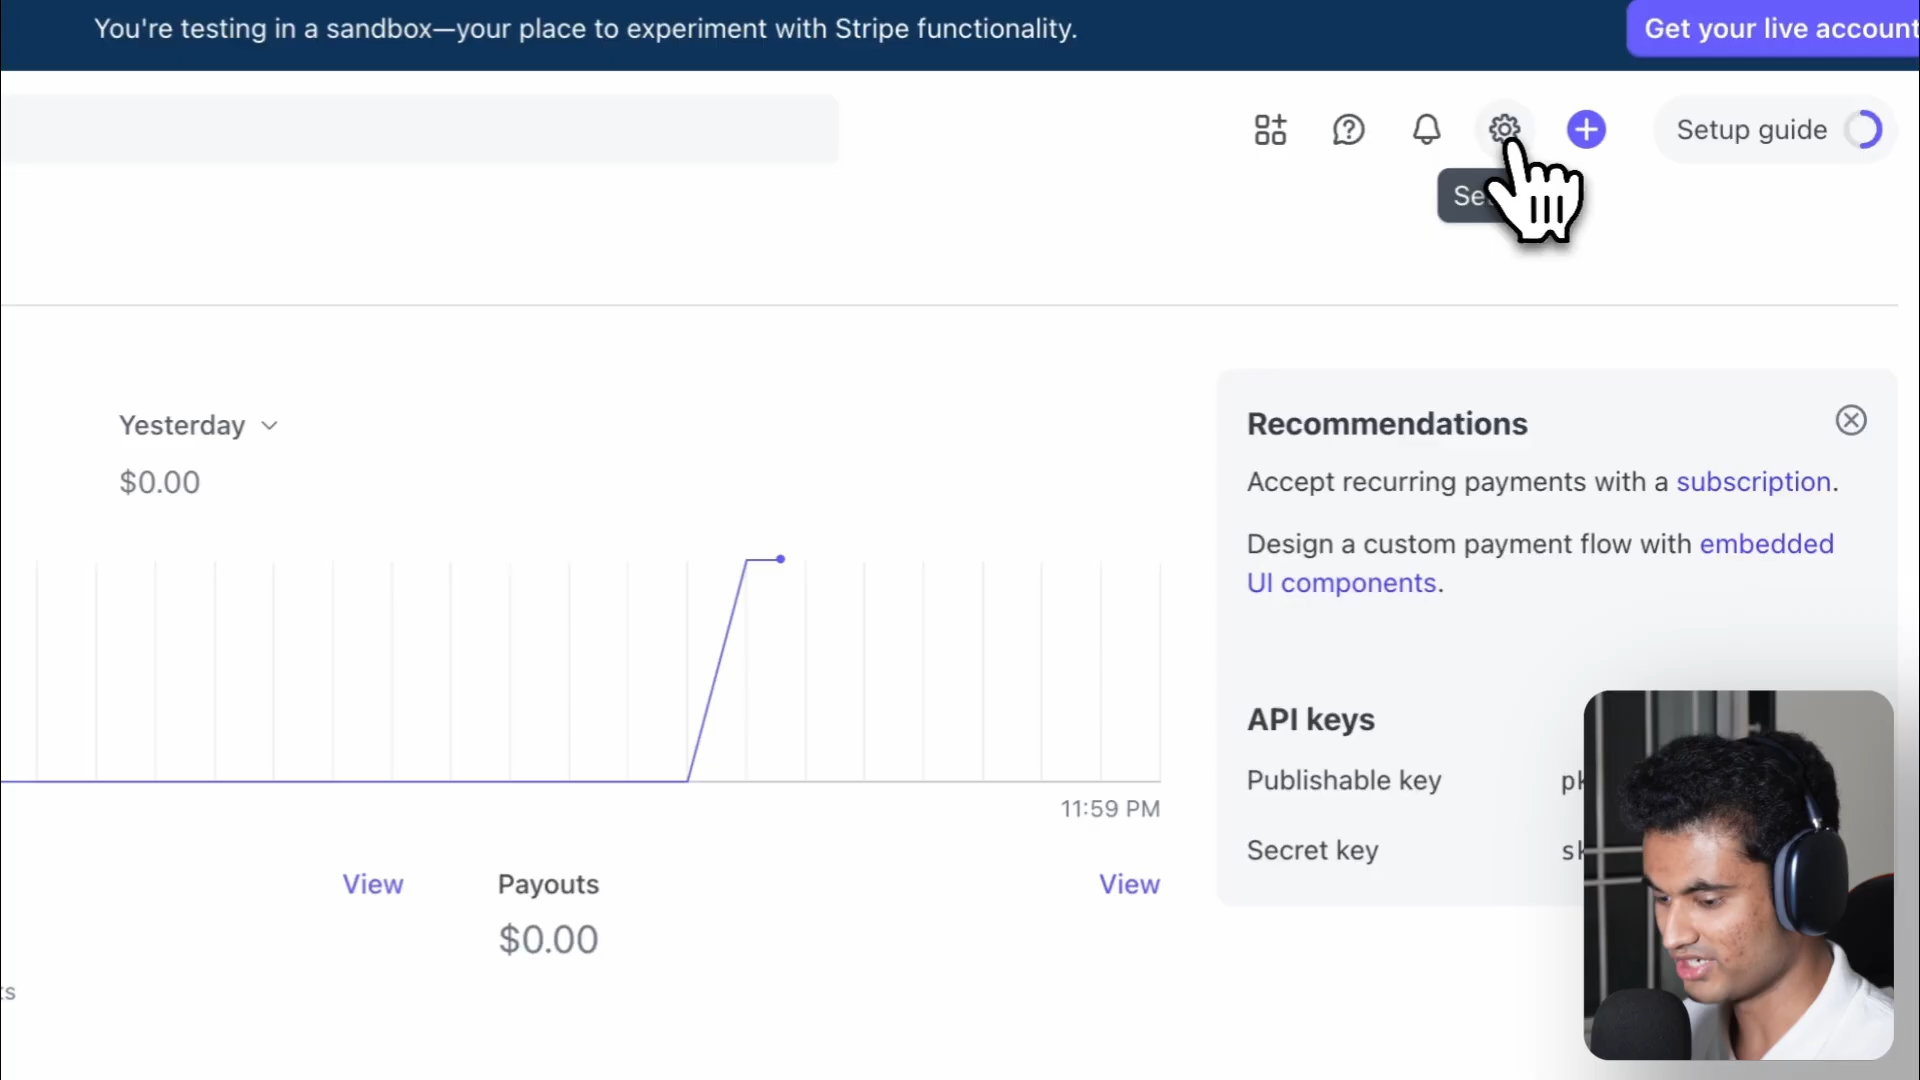 You're testing in a sandbox—your place to experiment with Stripe functionality.
Get your live account
Setup guide
Yesterday
$0.00
Recommendations
Accept recurring payments with a subscription.
Design a custom payment flow with embedded
UI components.
11:59 PM
API keys
Publishable key
Secret key
View
Payouts
View
$0.00